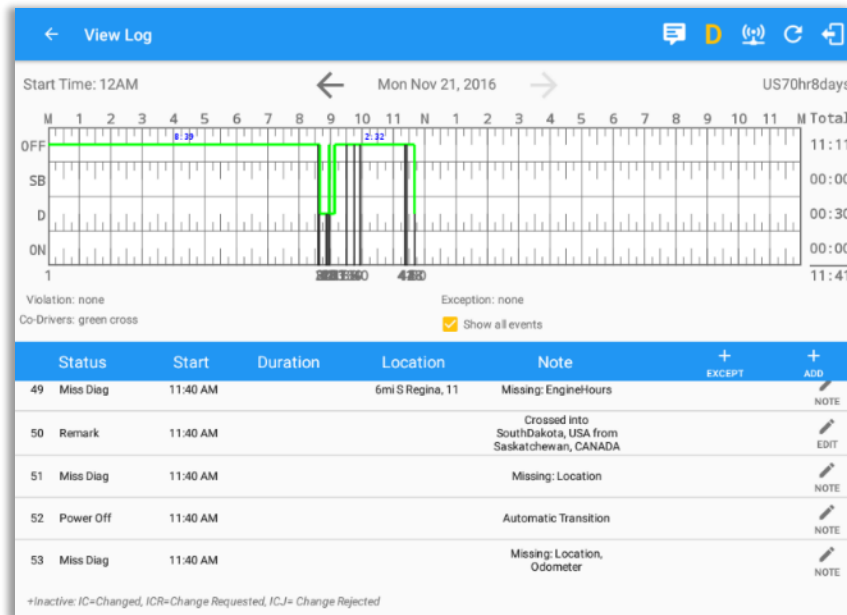 View Log
D
Start Time: 12AM
Mon Nov 21, 2016
US70hr8days
M 1 2 3 4 5 6 7 8 9 10 11 N 1 2 3 4 5 6 7 8 9 10 11 M Total
8:39 2:32
OFF 11:11
SB 00:00
D 00:30
ON 00:00
1 11:41
Violation: none
Exception: none
Co-Drivers: green cross
Show all events
Status Start Duration Location Note + EXCEPT + ADD
49 Miss Diag 11:40 AM 6mi S Regina, 11 Missing: EngineHours NOTE
50 Remark 11:40 AM Crossed into
SouthDakota, USA from
Saskatchewan, CANADA EDIT
51 Miss Diag 11:40 AM Missing: Location NOTE
52 Power Off 11:40 AM Automatic Transition NOTE
53 Miss Diag 11:40 AM Missing: Location,
Odometer NOTE
+Inactive: IC=Changed, ICR=Change Requested, ICJ= Change Rejected